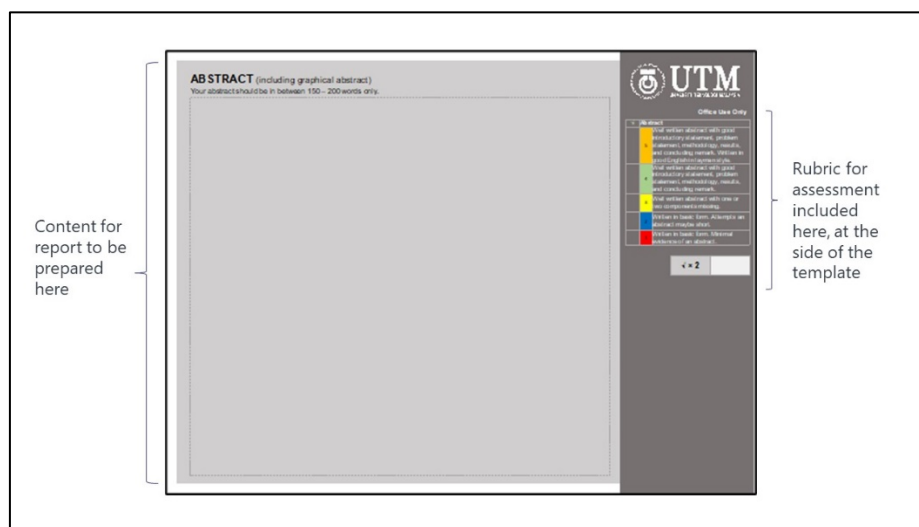 ABSTRACT (including graphical abstract)
Your abstract should be in between 150 – 200 words only.
Content for
report to be
prepared
here
UTM
UNIVERSITI TEKNOLOGI MALAYSIA
Office Use Only
Abstract
Well written abstract with good
introductory statement, problem
statement, methodology, results,
and concluding remark. Written in
good English in laymen style.
Well written abstract with good
introductory statement, problem
statement, methodology, results,
and concluding remark.
Well written abstract with one or
two components missing.
Written in basic form. Attempts an
abstract maybe short.
Written in basic form. Minimal
evidence of an abstract.
√ × 2
Rubric for
assessment
included
here, at the
side of the
template